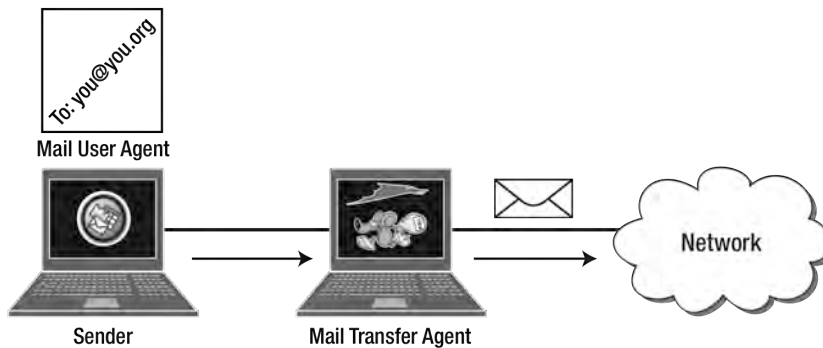 To: you@you.org
Mail User Agent
Network
Sender
Mail Transfer Agent